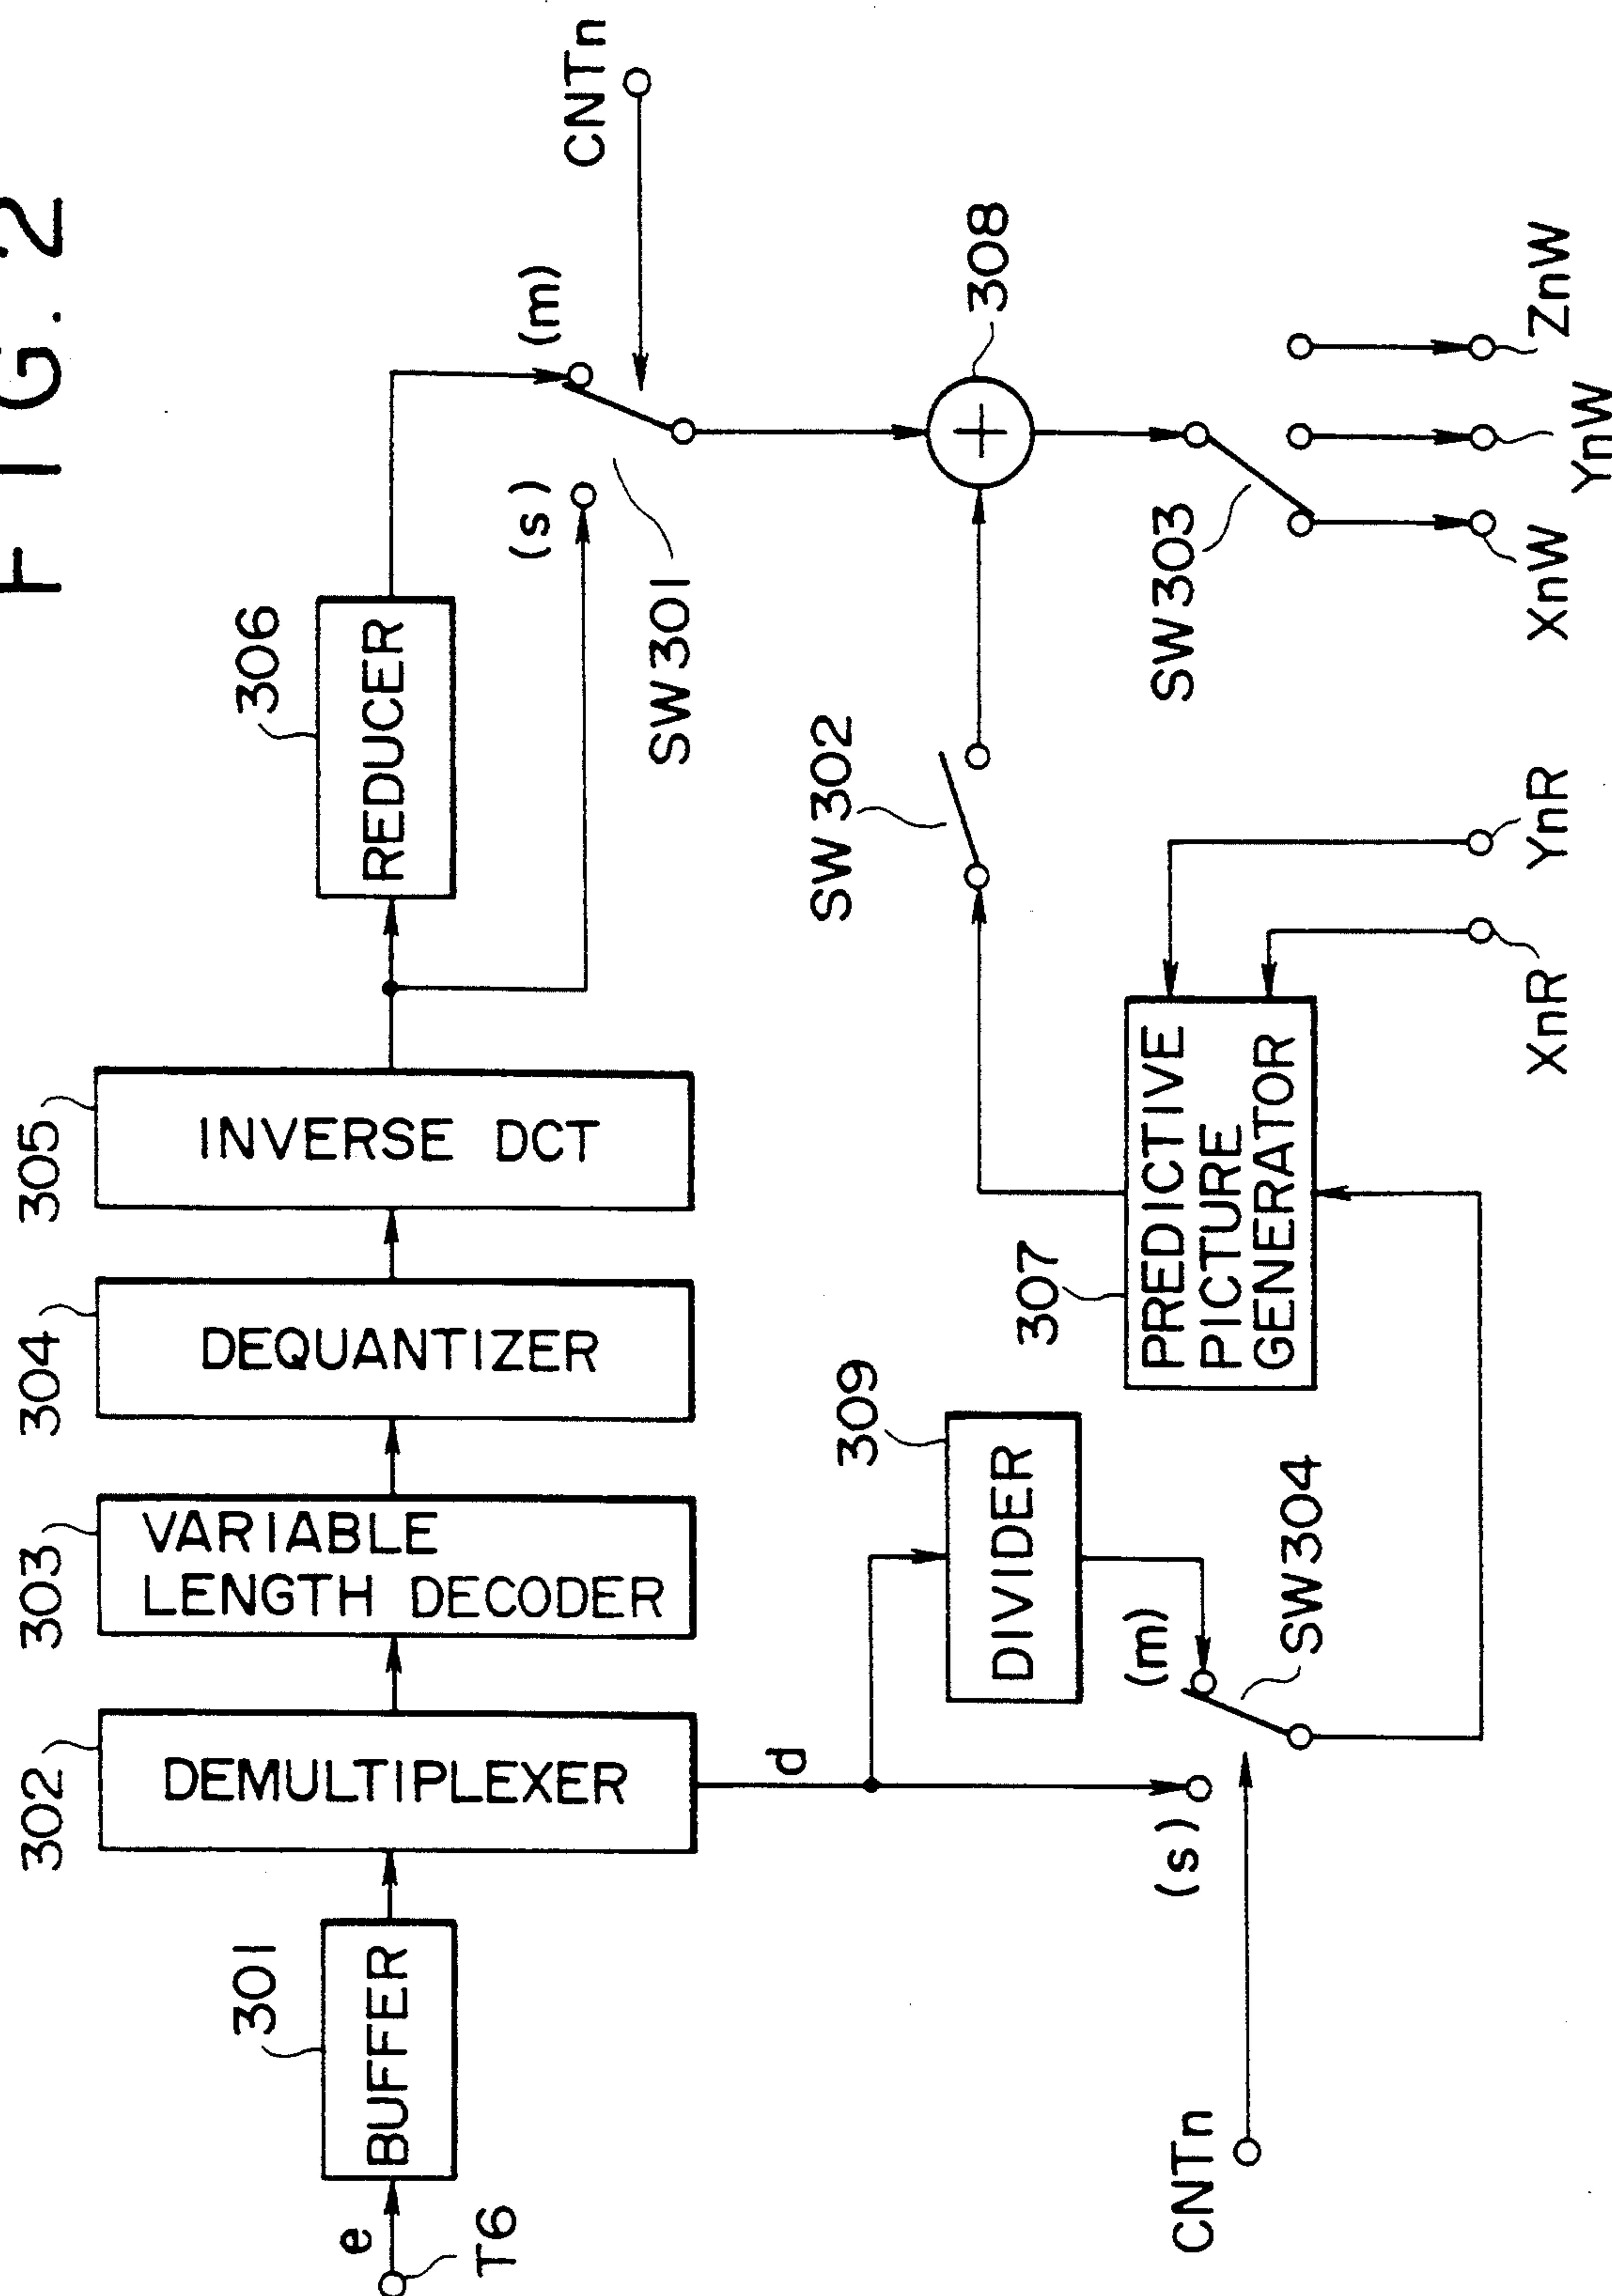 FIG. 2
301
302
303
304
305
306
e
T6
BUFFER
DEMULTIPLEXER
VARIABLE
LENGTH DECODER
DEQUANTIZER
INVERSE DCT
REDUCER
(s)
(m)
CNTn
SW301
d
309
DIVIDER
SW302
308
+
307
PREDICTIVE
PICTURE
GENERATOR
(s)
(m)
SW304
CNTn
SW303
XnR
YnR
XnW
YnW
ZnW